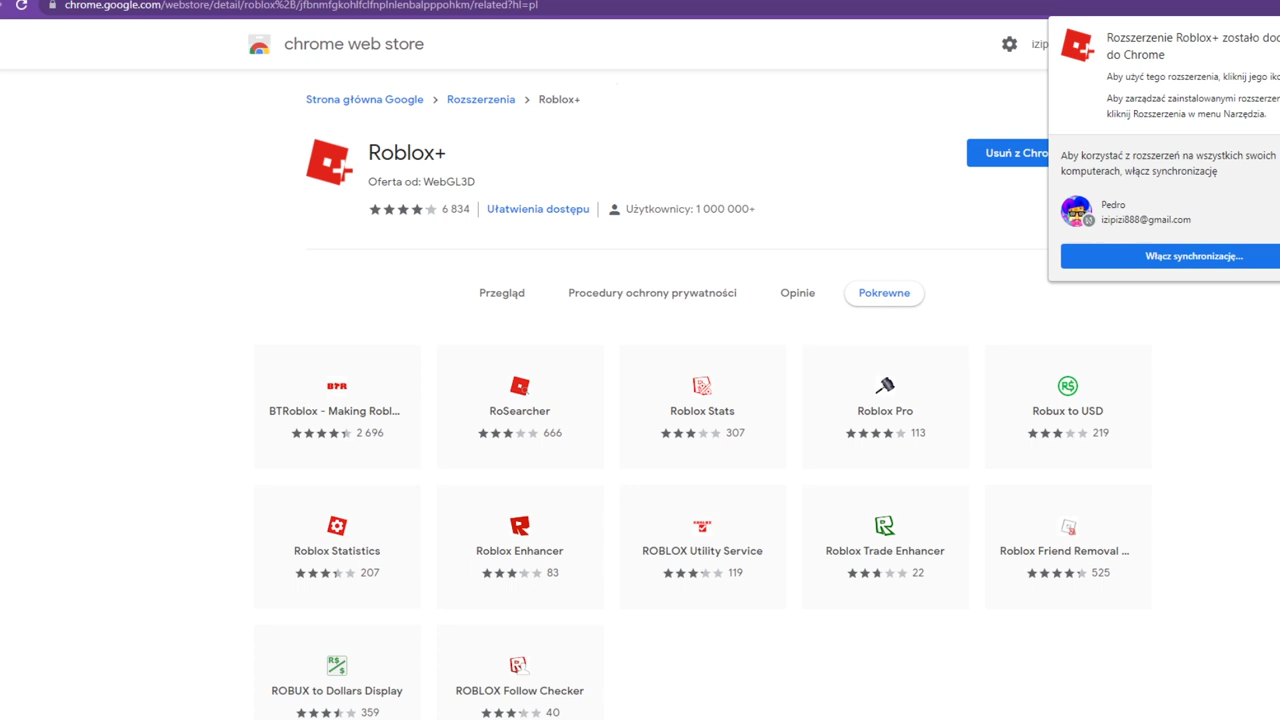 chrome.google.com/webstore/detail/roblox%2B/jfbnmfgkohlfclfnplnlenbalpppohkm/related?hl=pl
chrome web store
izip
Rozszerzenie Roblox+ zostało doc
do Chrome
Aby użyć tego rozszerzenia, kliknij jego iko
Aby zarządzać zainstalowanymi rozszerzen
kliknij Rozszerzenia w menu Narzędzia.
Strona główna Google
Rozszerzenia
Roblox+
Roblox+
Usuń z Chro
Oferta od: WebGL3D
6 834
Ułatwienia dostępu
Użytkownicy: 1 000 000+
Aby korzystać z rozszerzeń na wszystkich swoich
komputerach, włącz synchronizację
Pedro
izipizi888@gmail.com
Włącz synchronizację...
Przegląd
Procedury ochrony prywatności
Opinie
Pokrewne
BTR
BTRoblox - Making Robl...
2 696
RoSearcher
666
Roblox Stats
307
Roblox Pro
113
R$
Robux to USD
219
Roblox Statistics
207
Roblox Enhancer
83
ROBLOX
ROBLOX Utility Service
119
Roblox Trade Enhancer
22
Roblox Friend Removal ...
525
R$
$
ROBUX to Dollars Display
359
ROBLOX Follow Checker
40